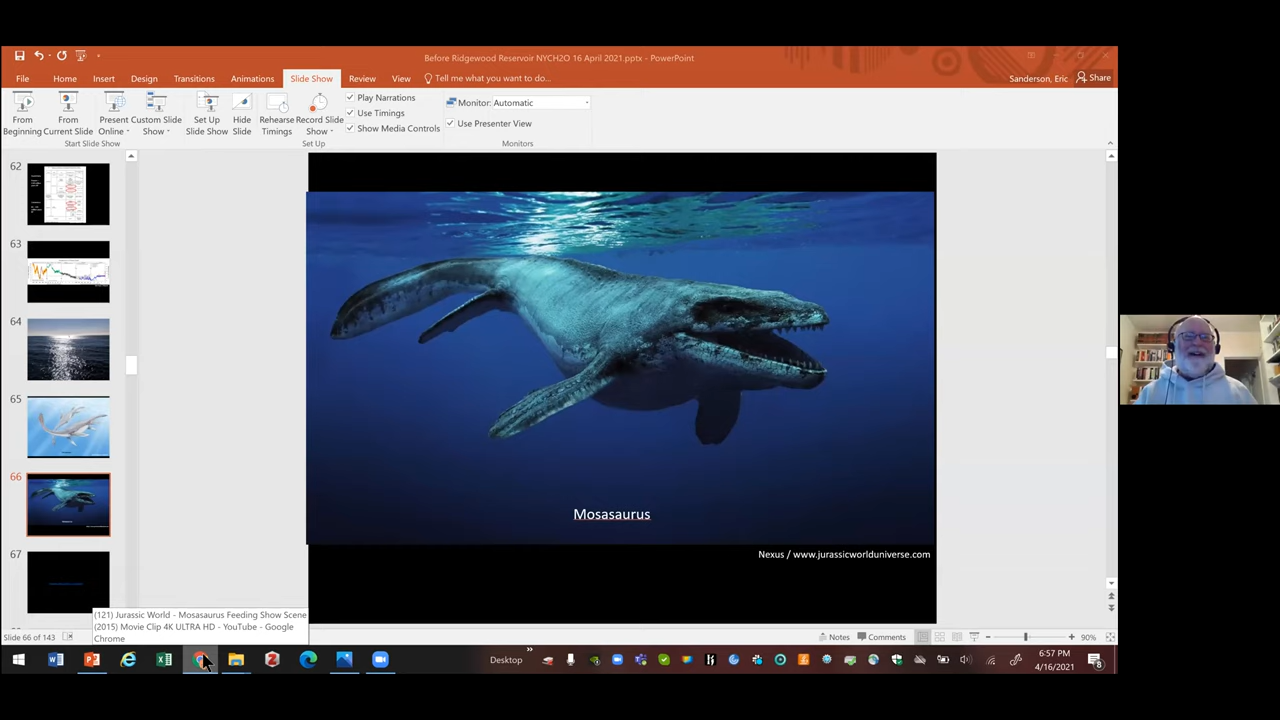 Before Ridgewood Reservoir NYCH2O 16 April 2021.pptx - PowerPoint
File Home Insert Design Transitions Animations Slide Show Review View Tell me what you want to do...
Sanderson, Eric Share
From Beginning
From Current Slide
Present Online
Custom Slide Show
Set Up Slide Show
Hide Slide
Rehearse Timings
Record Slide Show
Play Narrations
Use Timings
Show Media Controls
Monitor: Automatic
Use Presenter View
Start Slide Show Set Up Monitors
62
63
64
65
66
67
Mosasaurus
Nexus / www.jurassicworlduniverse.com
(121) Jurassic World - Mosasaurus Feeding Show Scene
(2015) Movie Clip 4K ULTRA HD - YouTube - Google
Chrome
Slide 66 of 143
Notes Comments 90%
Desktop
6:57 PM
4/16/2021
8